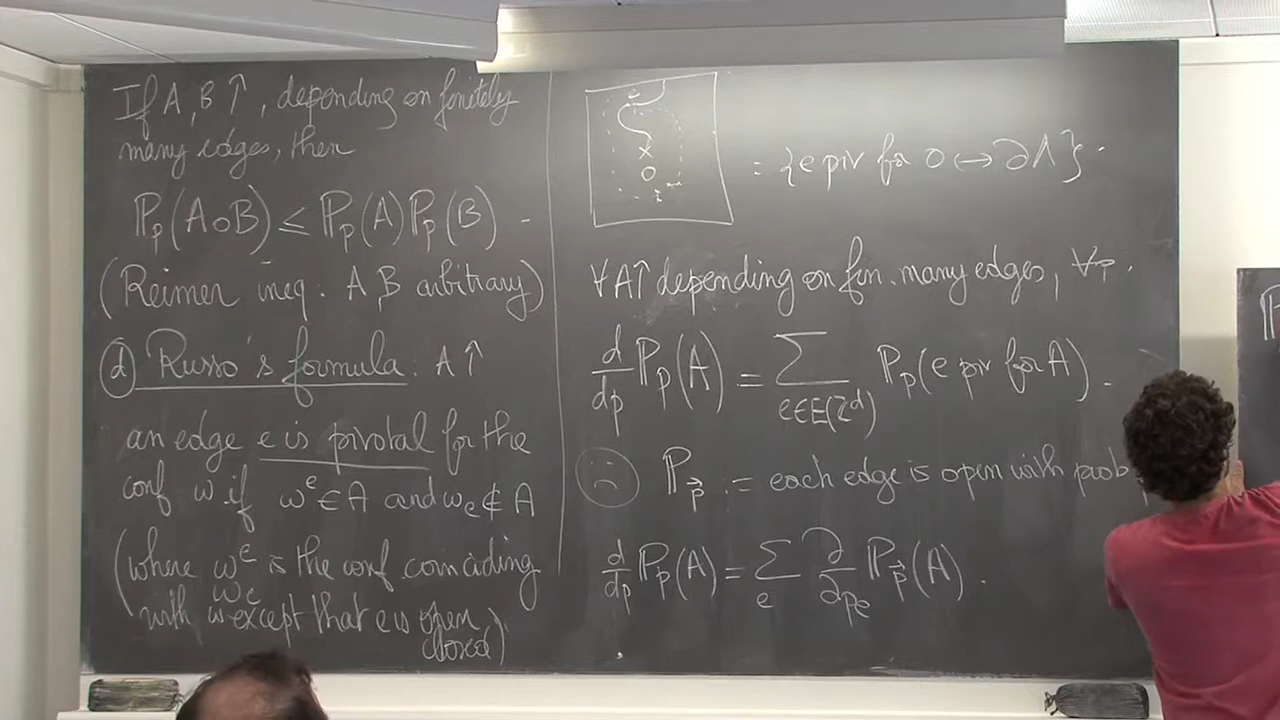 If A, B ↑, depending on finitely
many edges, then
ℙ_p(A∘B) ≤ ℙ_p(A)ℙ_p(B).
(Reimer ineq: A, B arbitrary)
ⓓ Russo's formula: A↑
an edge e is pivotal for the
conf ω if ω^e ∈ A and ω_e ∉ A
(where ω^e is the conf coinciding
ω_e
with ω except that e is open
closed)
= {e piv for 0 ↔ ∂Λ}.
∀A↑ depending on fin. many edges, ∀p.
d/dp ℙ_p(A) = ∑_{e∈E(ℤ^d)} ℙ_p(e piv for A).
ℙ_{p⃗} := each edge is open with prob
d/dp ℙ_p(A) = ∑_e ∂/∂p_e ℙ_{p⃗}(A).